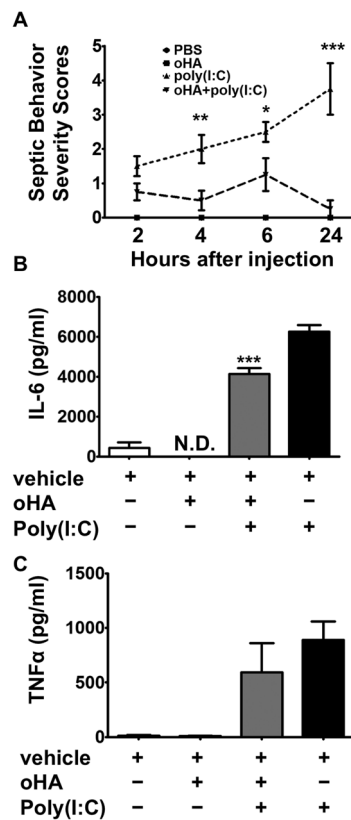 A
Septic Behavior
Severity Scores
5
4
3
2
1
0
PBS
oHA
poly(I:C)
oHA+poly(I:C)
**
*
***
2 4 6 24
Hours after injection
B
IL-6 (pg/ml)
8000
6000
4000
2000
0
N.D.
***
vehicle + + + +
oHA − + + −
Poly(I:C) − − + +
C
TNFα (pg/ml)
1500
1000
500
0
vehicle + + + +
oHA − + + −
Poly(I:C) − − + +